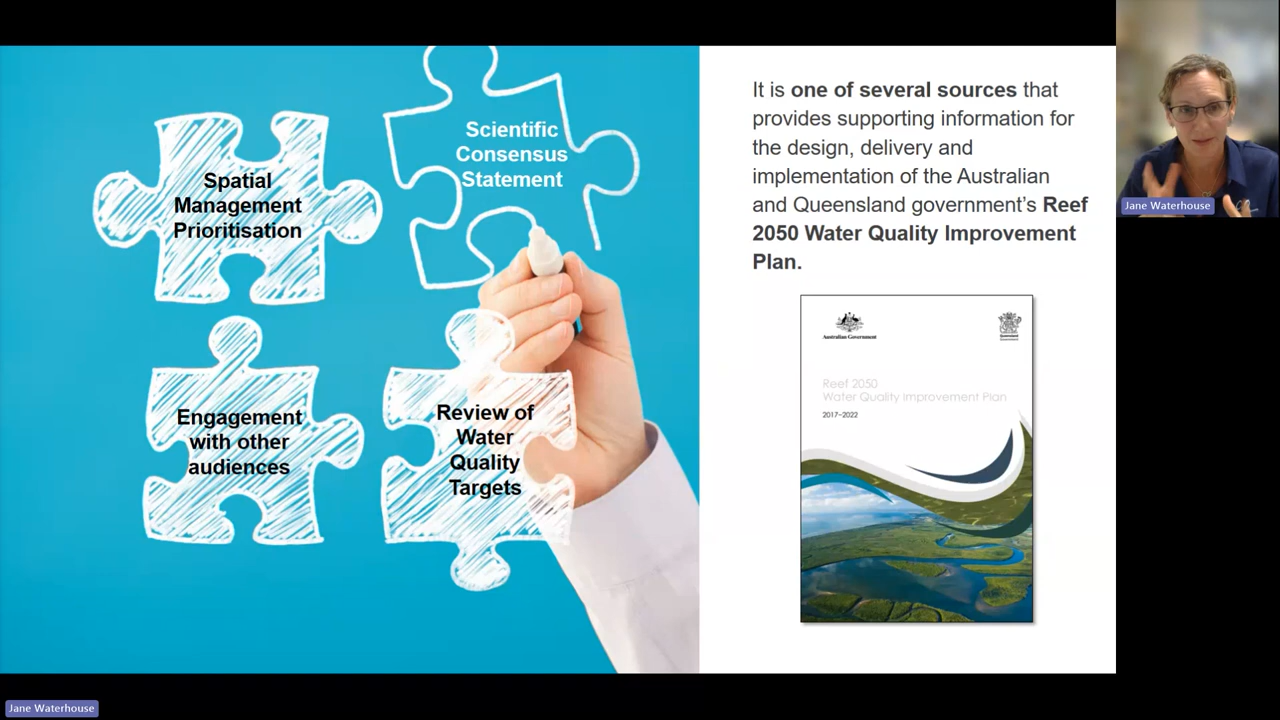 Spatial
Management
Prioritisation
Scientific
Consensus
Statement
Engagement
with other
audiences
Review of
Water
Quality
Targets
It is one of several sources that
provides supporting information for
the design, delivery and
implementation of the Australian
and Queensland government’s Reef
2050 Water Quality Improvement
Plan.
Australian Government
Queensland
Government
Reef 2050
Water Quality Improvement Plan
2017–2022
Jane Waterhouse
Jane Waterhouse